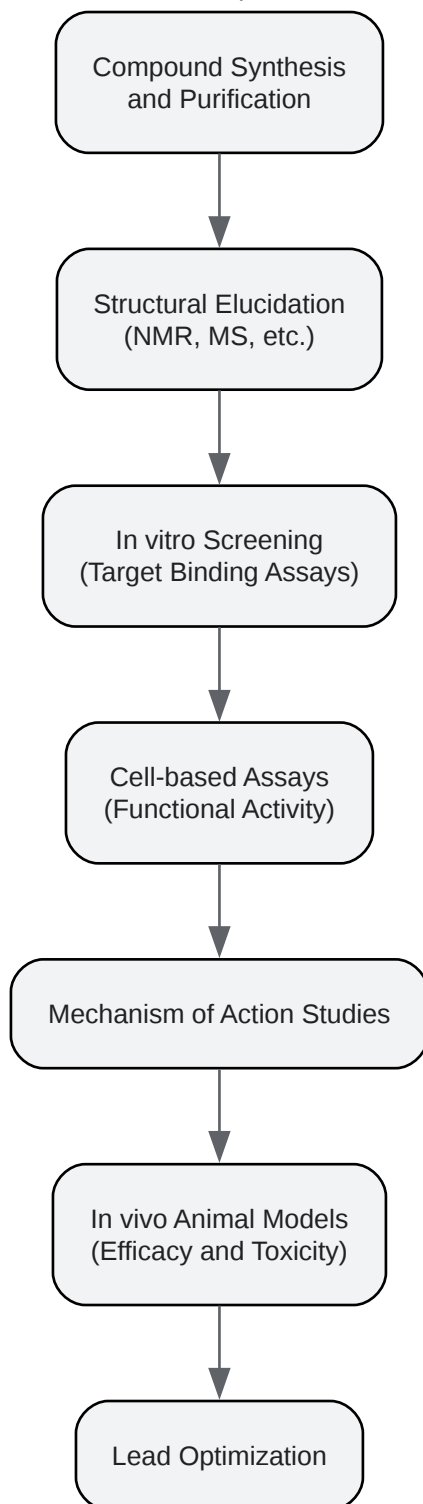 Compound Synthesis
and Purification
Structural Elucidation
(NMR, MS, etc.)
In vitro Screening
(Target Binding Assays)
Cell-based Assays
(Functional Activity)
Mechanism of Action Studies
In vivo Animal Models
(Efficacy and Toxicity)
Lead Optimization